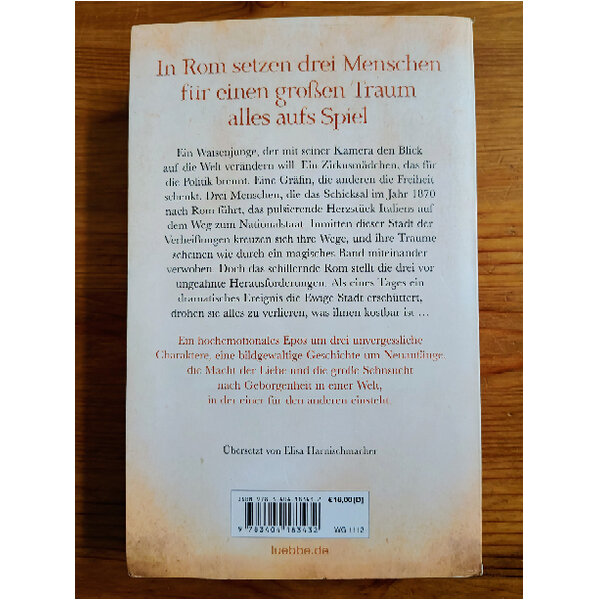 In Rom setzen drei Menschen
für einen großen Traum
alles aufs Spiel
Ein Waisenjunge, der mit seiner Kamera den Blick
auf die Welt verändern will. Ein Zirkusmädchen, das für
die Politik brennt. Eine Gräfin, die anderen die Freiheit
schenkt. Drei Menschen, die das Schicksal im Jahr 1870
nach Rom führt, das pulsierende Herzstück Italiens auf
dem Weg zum Nationalstaat. Inmitten dieser Stadt der
Verheißungen kreuzen sich ihre Wege, und ihre Träume
scheinen wie durch ein magisches Band miteinander
verwoben. Doch das schillernde Rom stellt die drei vor
ungeahnte Herausforderungen. Als eines Tages ein
dramatisches Ereignis die Ewige Stadt erschüttert,
drohen sie alles zu verlieren, was ihnen kostbar ist …
Ein hochemotionales Epos um drei unvergessliche
Charaktere, eine bildgewaltige Geschichte um Neuanfänge,
die Macht der Liebe und die große Sehnsucht
nach Geborgenheit in einer Welt,
in der einer für den anderen einsteht.
Übersetzt von Elisa Harnischmacher
€ 16,00 [D]
9 783404 183432
WG 1112
luebbe.de